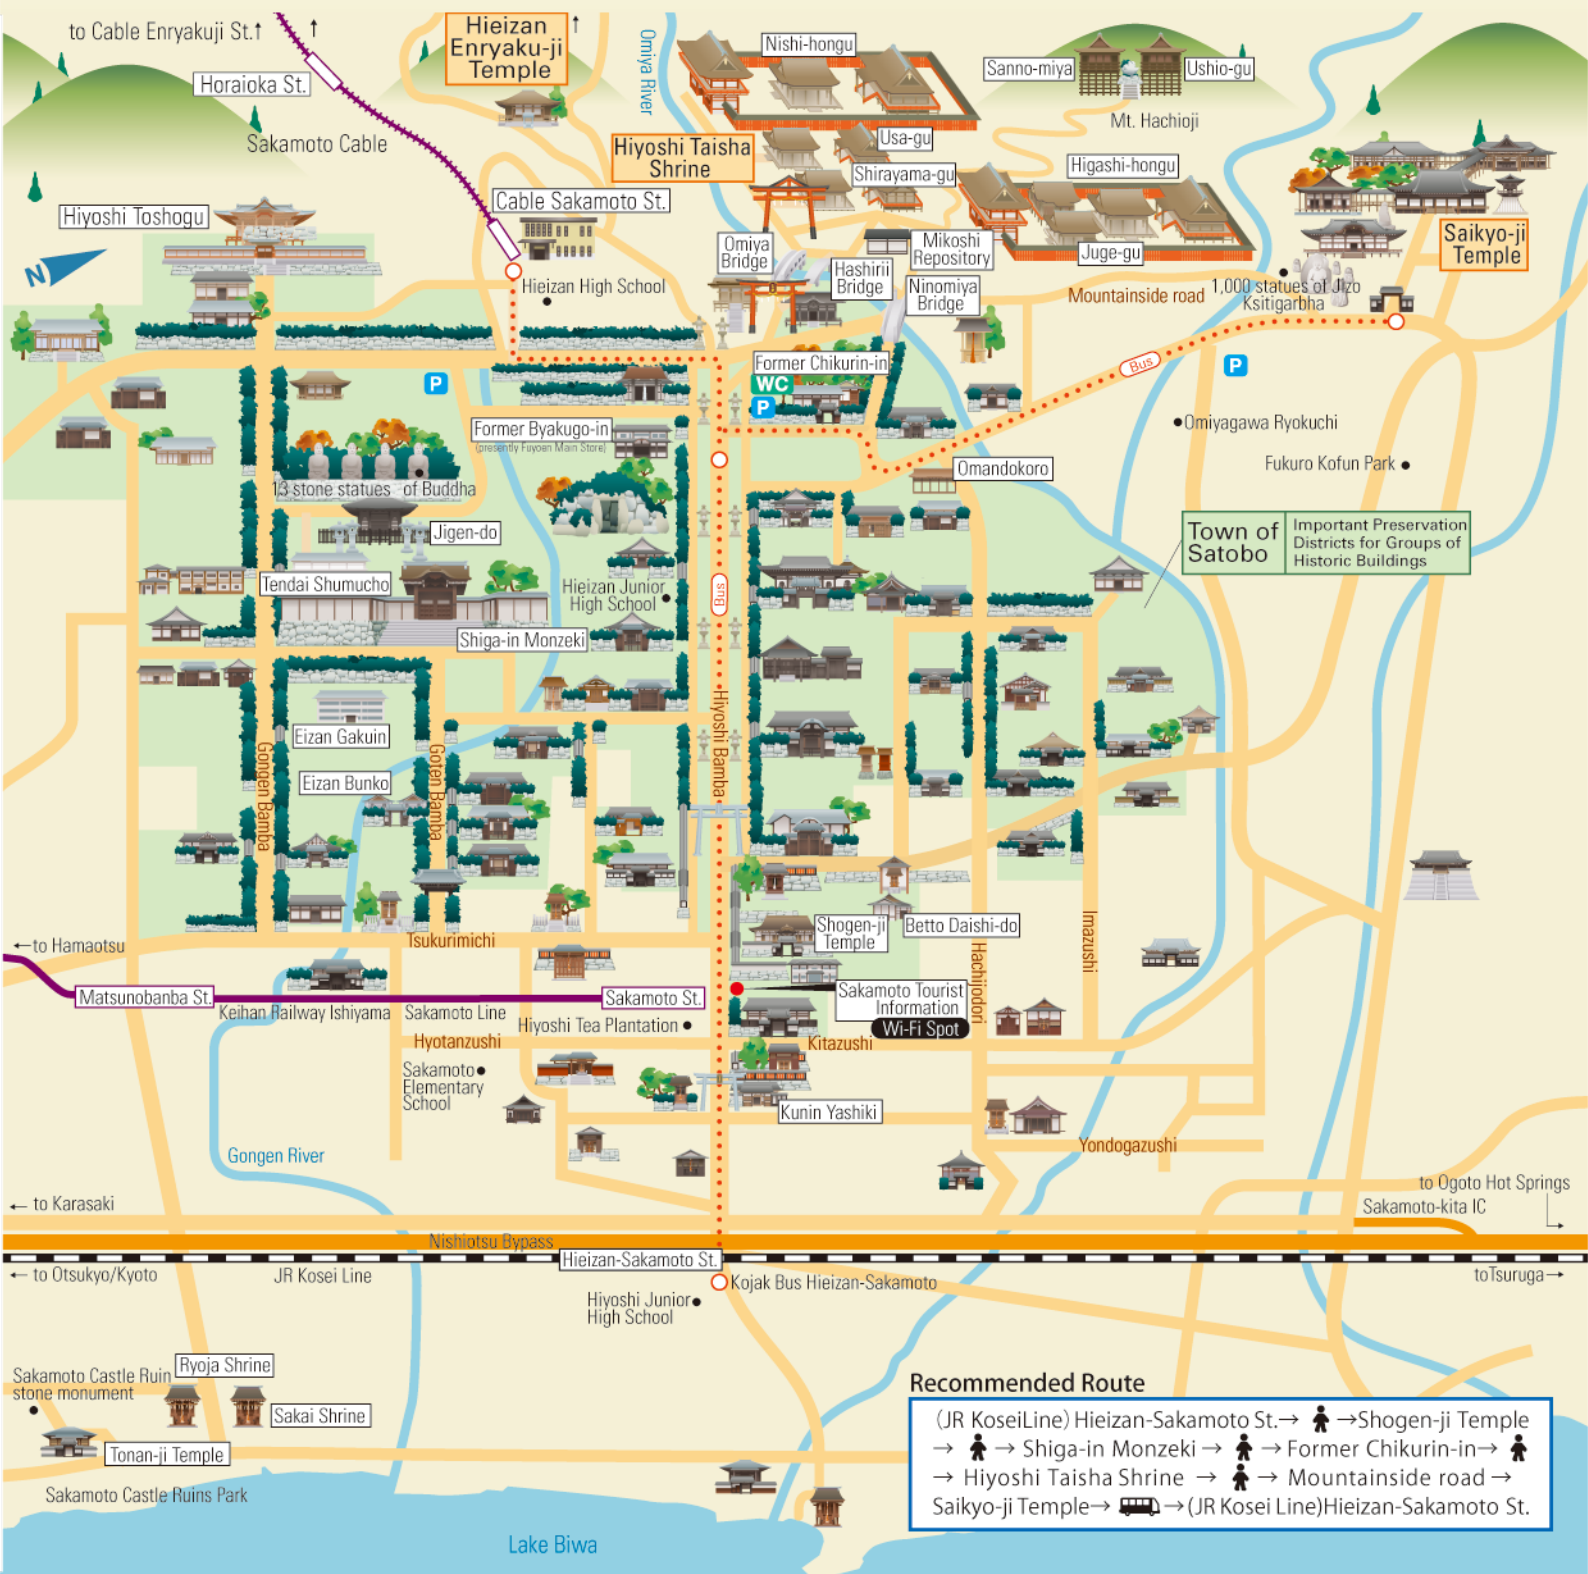 to Cable Enryakuji St.↑
↑
Hieizan
Enryaku-ji
Temple
↑
Omiya River
Nishi-hongu
Sanno-miya
Ushio-gu
Horaioka St.
Mt. Hachioji
Sakamoto Cable
Hiyoshi Taisha
Shrine
Usa-gu
Shirayama-gu
Higashi-hongu
Cable Sakamoto St.
Hiyoshi Toshogu
Omiya
Bridge
Mikoshi
Repository
Juge-gu
Saikyo-ji
Temple
N
Hashirii
Bridge
Ninomiya
Bridge
Hieizan High School
Mountainside road
1,000 statues of Jizo
Ksitigarbha
Former Chikurin-in
WC
P
P
Bus
P
Former Byakugo-in
(presently Fuyoen Main Store)
Omiyagawa Ryokuchi
Fukuro Kofun Park
Omandokoro
13 stone statues of Buddha
Jigen-do
Town of
Satobo
Important Preservation
Districts for Groups of
Historic Buildings
Tendai Shumucho
Hieizan Junior
High School
Bus
Shiga-in Monzeki
Eizan Gakuin
Hiyoshi Bamba
Gongen Bamba
Goten Bamba
Eizan Bunko
←to Hamaotsu
Tsukurimichi
Shogen-ji
Temple
Betto Daishi-do
Hachijodori
Imazushi
Matsunobanba St.
Sakamoto St.
Keihan Railway Ishiyama Sakamoto Line
Sakamoto Tourist
Information
Wi-Fi Spot
Hiyoshi Tea Plantation
Hyotanzushi
Kitazushi
Sakamoto
Elementary
School
Kunin Yashiki
Yondogazushi
Gongen River
← to Karasaki
to Ogoto Hot Springs
Sakamoto-kita IC
Nishiotsu Bypass
Hieizan-Sakamoto St.
← to Otsukyo/Kyoto
JR Kosei Line
toTsuruga→
Kojak Bus Hieizan-Sakamoto
Hiyoshi Junior
High School
Ryoja Shrine
Sakamoto Castle Ruin
stone monument
Sakai Shrine
Tonan-ji Temple
Sakamoto Castle Ruins Park
Lake Biwa
Recommended Route
(JR KoseiLine) Hieizan-Sakamoto St.→ →Shogen-ji Temple
→ → Shiga-in Monzeki → → Former Chikurin-in→
→ Hiyoshi Taisha Shrine → → Mountainside road →
Saikyo-ji Temple→ →(JR Kosei Line)Hieizan-Sakamoto St.